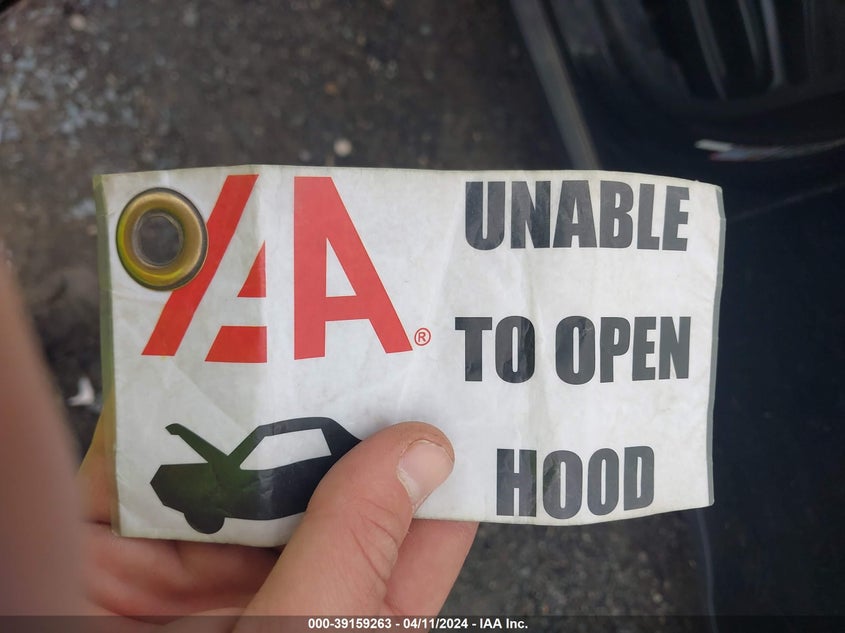 IAA®
UNABLE
TO OPEN
HOOD
000-39159263 - 04/11/2024 - IAA Inc.